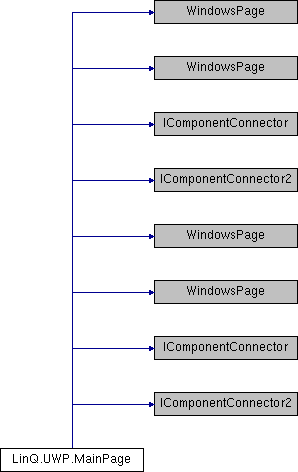 WindowsPage
WindowsPage
IComponentConnector
IComponentConnector2
WindowsPage
WindowsPage
IComponentConnector
IComponentConnector2
LinQ.UWP.MainPage